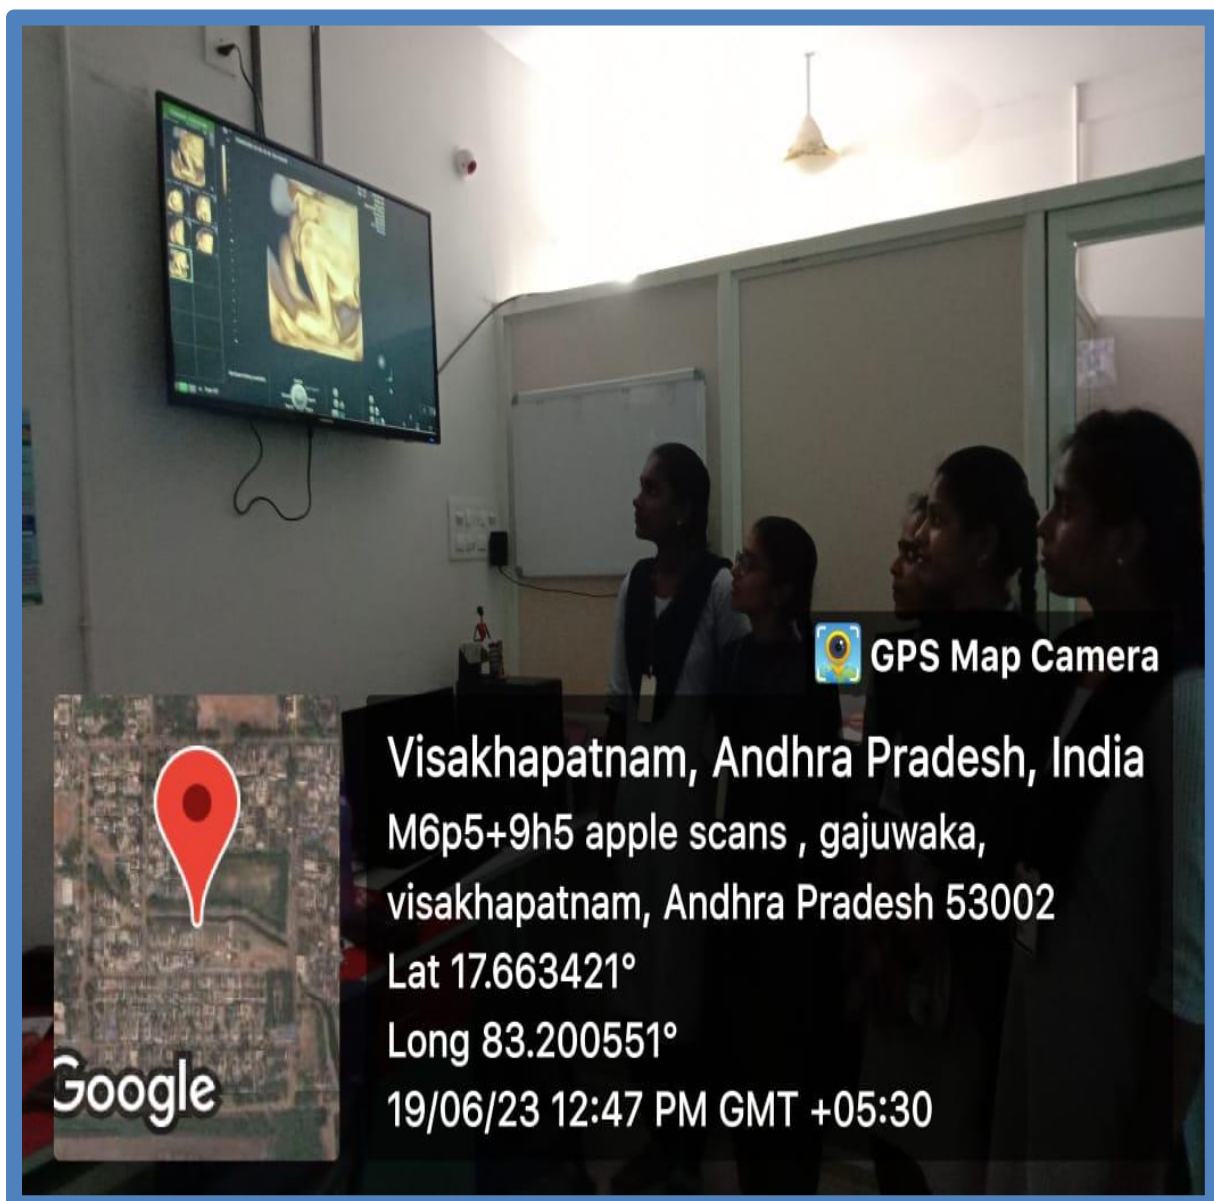 GPS Map Camera
Visakhapatnam, Andhra Pradesh, India
M6p5+9h5 apple scans , gajuwaka,
visakhapatnam, Andhra Pradesh 53002
Lat 17.663421°
Long 83.200551°
19/06/23 12:47 PM GMT +05:30
Google